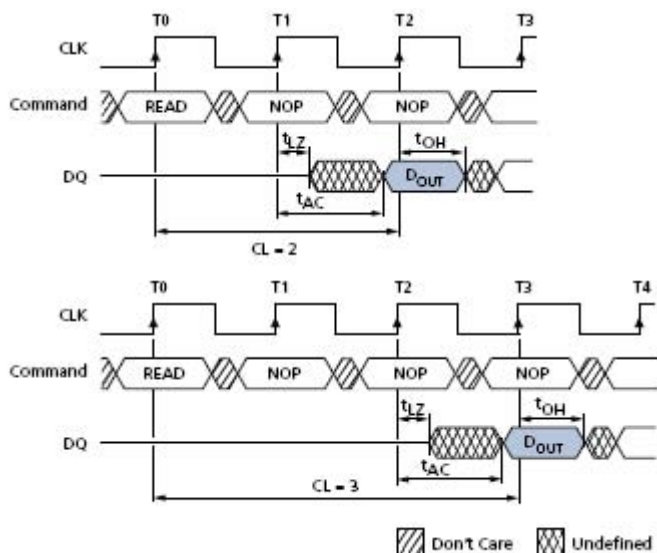 T0 T1 T2 T3
CLK
Command READ NOP NOP
tLZ tOH
DQ DOUT
tAC
CL = 2
T0 T1 T2 T3 T4
CLK
Command READ NOP NOP NOP
tLZ tOH
DQ DOUT
tAC
CL = 3
Don't Care Undefined